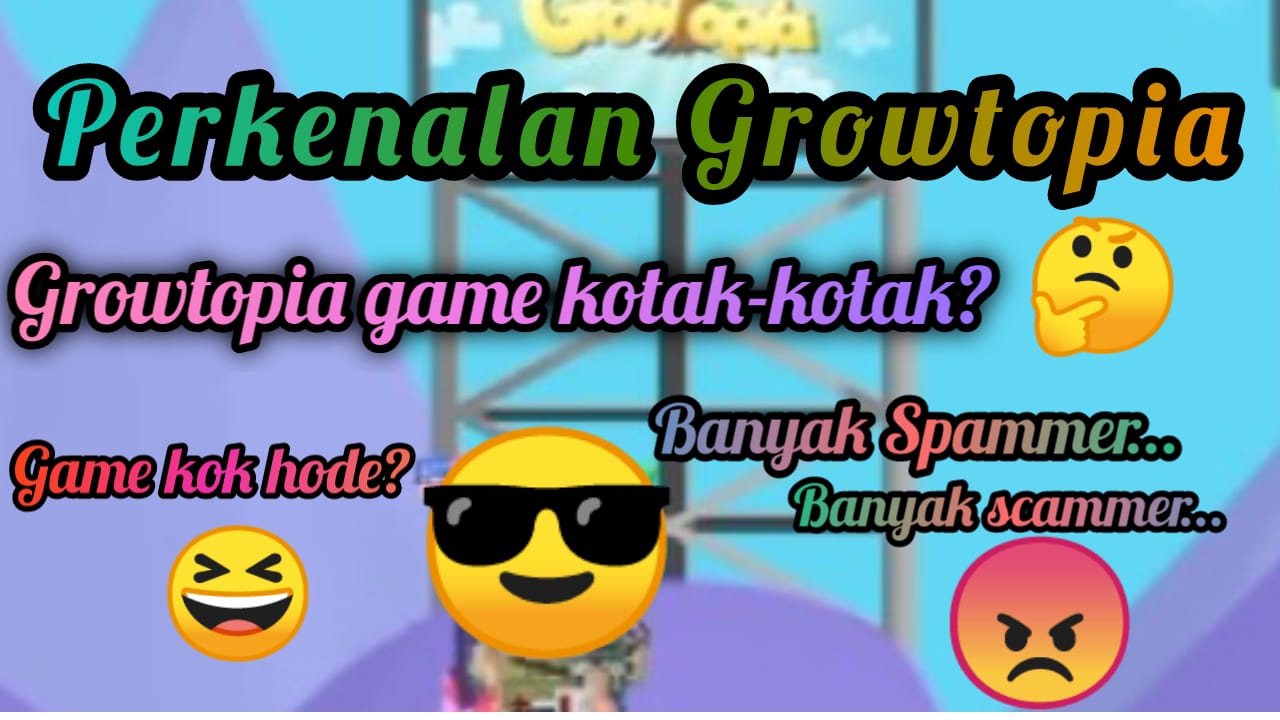 Growtopia
Perkenalan Growtopia
Growtopia game kotak-kotak?
Banyak Spammer...
Game kok hode?
Banyak scammer...